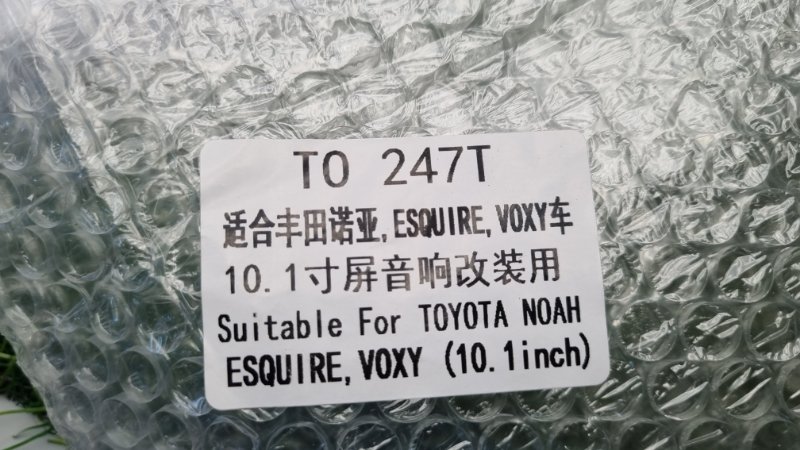 TO 247T
适合丰田诺亚,ESQUIRE,VOXY车
10.1寸屏音响改装用
Suitable For TOYOTA NOAH
ESQUIRE,VOXY (10.1inch)